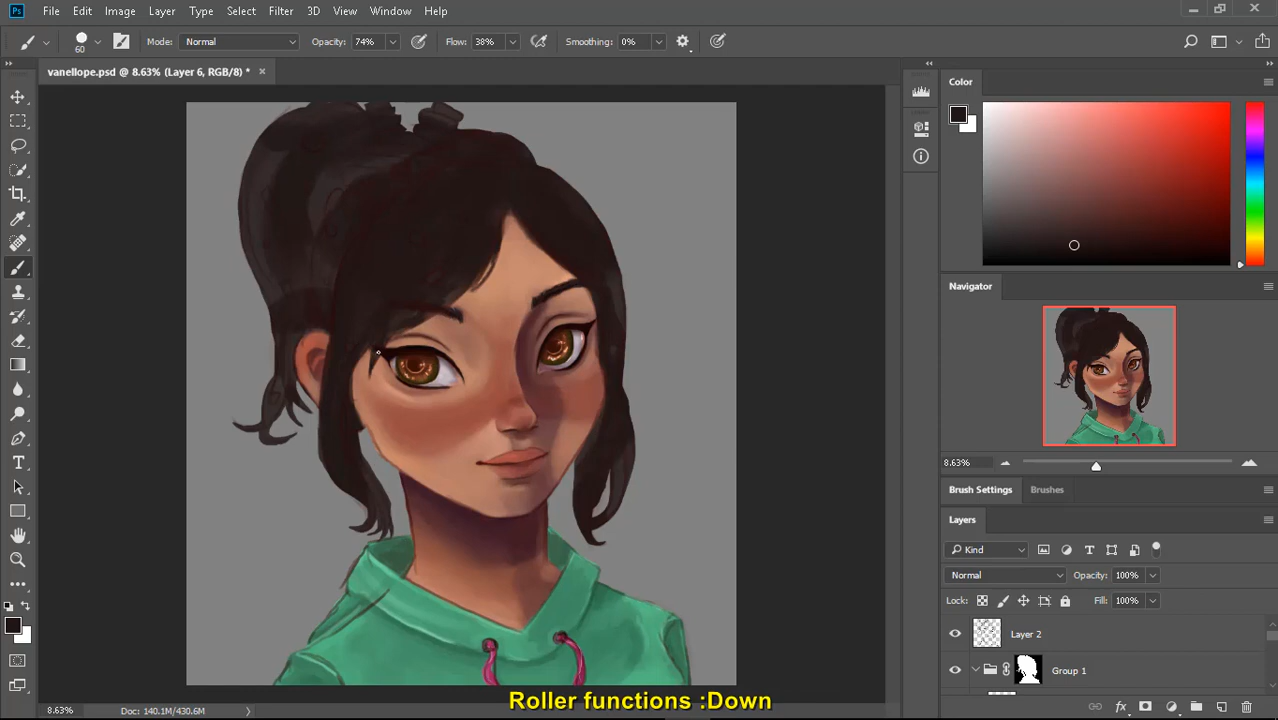 Ps File Edit Image Layer Type Select Filter 3D View Window Help
60 Mode: Normal Opacity: 74% Flow: 38% Smoothing: 0%
vanellope.psd @ 8.63% (Layer 6, RGB/8) *
Color
Navigator
8.63%
Brush Settings Brushes
Layers
Kind
Normal Opacity: 100%
Lock: Fill: 100%
Layer 2
Group 1
Roller functions :Down
8.63% Doc: 140.1M/430.6M